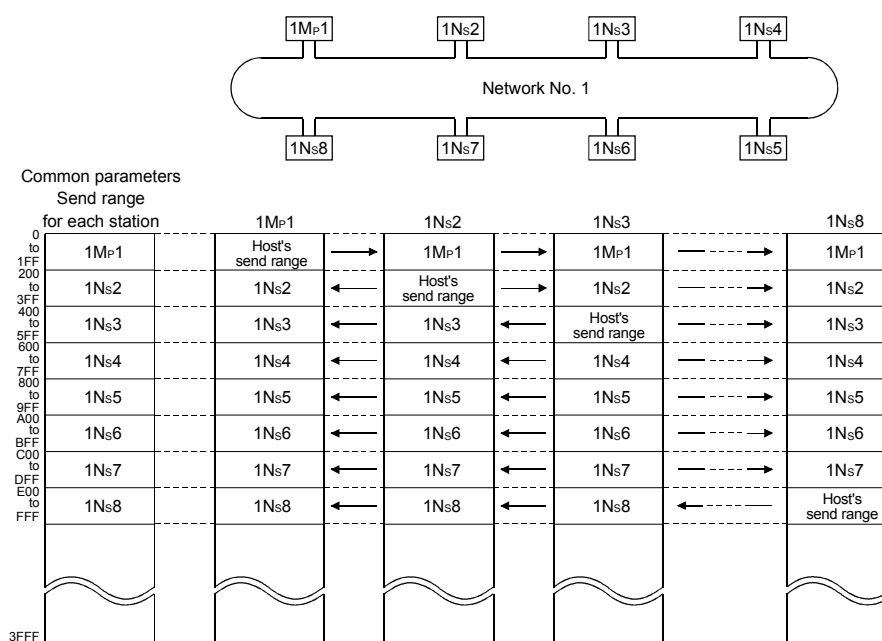 1MP1 1NS2 1NS3 1NS4
Network No. 1
1NS8 1NS7 1NS6 1NS5
Common parameters
Send range
for each station 1MP1 1NS2 1NS3 1NS8
0
to
1FF
1MP1 Host's send range 1MP1 1MP1 1MP1
200
to
3FF
1NS2 1NS2 Host's send range 1NS2 1NS2
400
to
5FF
1NS3 1NS3 1NS3 Host's send range 1NS3
600
to
7FF
1NS4 1NS4 1NS4 1NS4 1NS4
800
to
9FF
1NS5 1NS5 1NS5 1NS5 1NS5
A00
to
BFF
1NS6 1NS6 1NS6 1NS6 1NS6
C00
to
DFF
1NS7 1NS7 1NS7 1NS7 1NS7
E00
to
FFF
1NS8 1NS8 1NS8 1NS8 Host's send range
3FFF